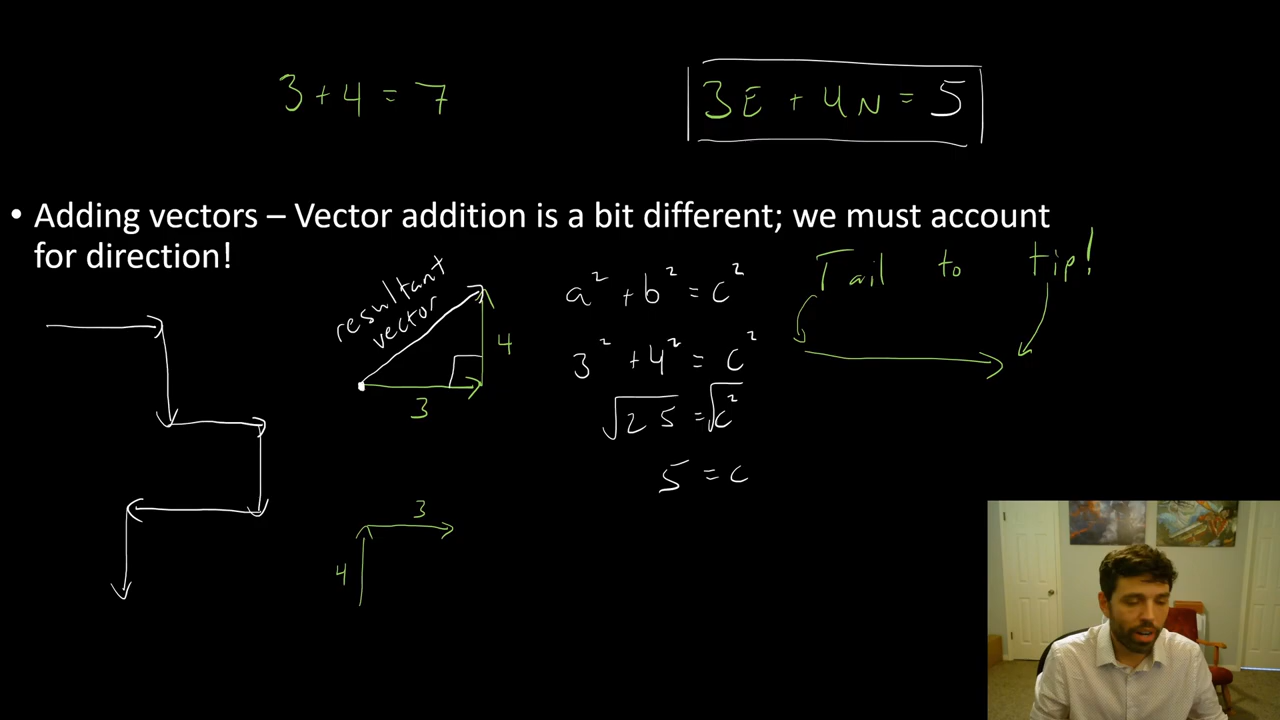 3 + 4 = 7
3E + 4N = 5
• Adding vectors – Vector addition is a bit different; we must account
for direction!
Tail to tip!
resultant
vector
4
3
a² + b² = c²
3² + 4² = c²
√25 = √c²
5 = c
3
4